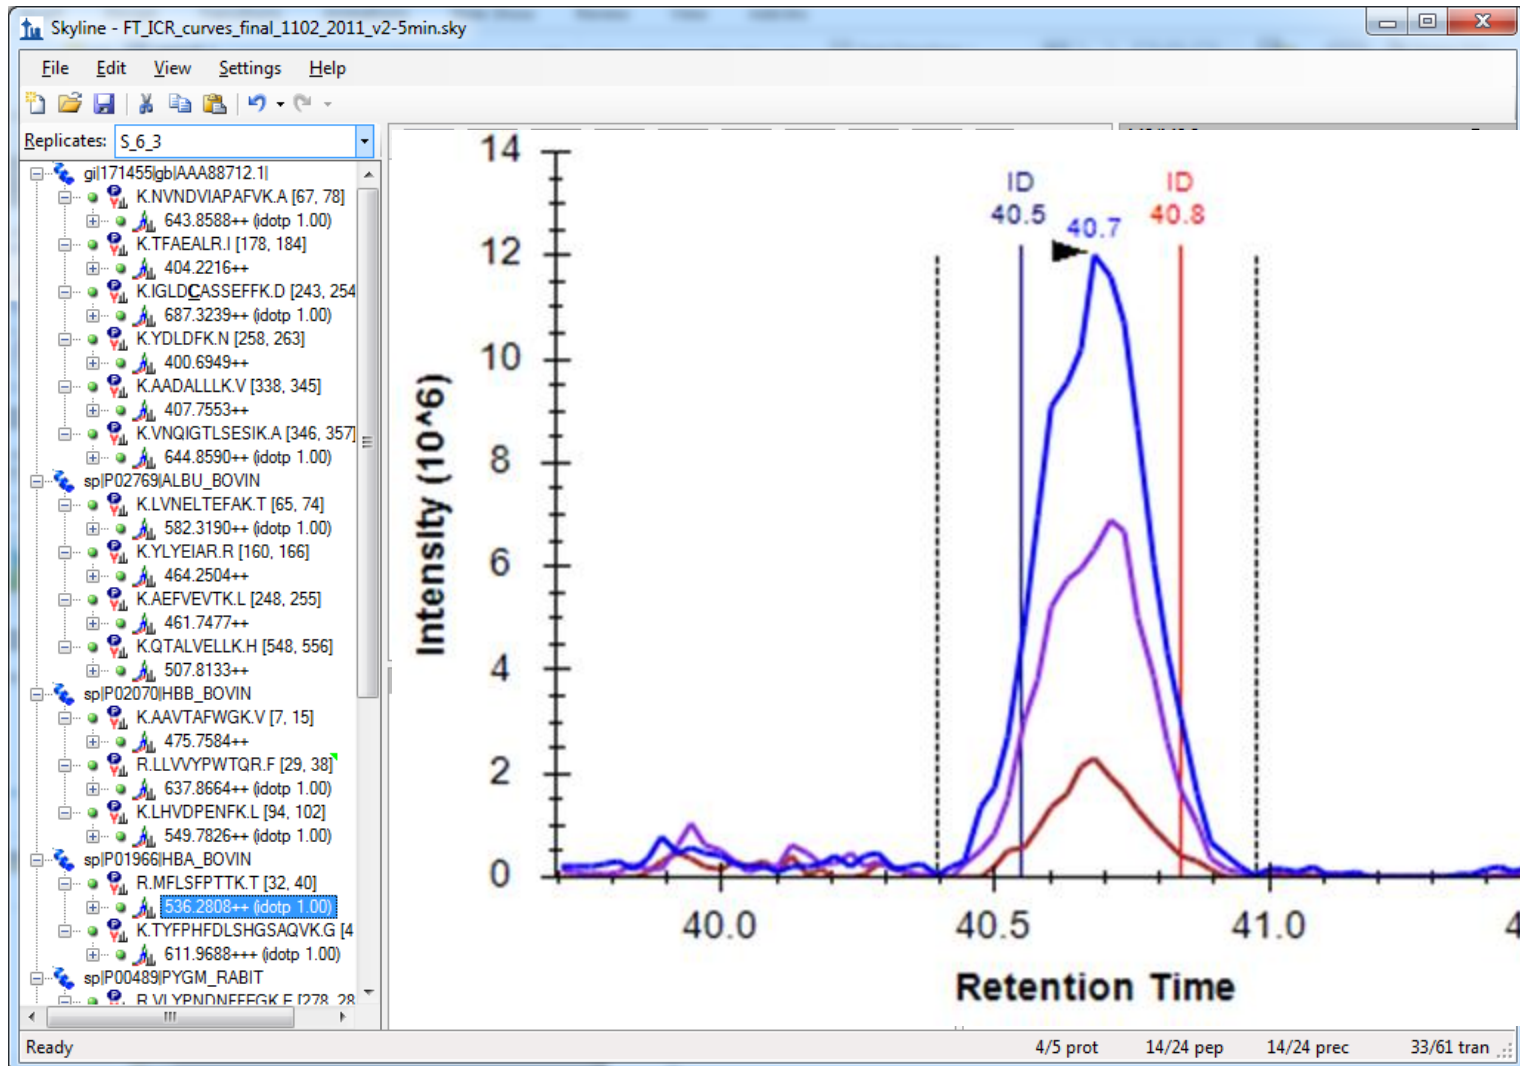 Skyline - FT_ICR_curves_final_1102_2011_v2-5min.sky
File Edit View Settings Help
Replicates: S_6_3
gi|171455|gb|AAA88712.1|
K.NVNDVIAPAFVK.A [67, 78]
643.8588++ (idotp 1.00)
K.TFAEALR.I [178, 184]
404.2216++
K.IGLDCASSEFFK.D [243, 254
687.3239++ (idotp 1.00)
K.YDLDFK.N [258, 263]
400.6949++
K.AADALLLK.V [338, 345]
407.7553++
K.VNQIGTLSESIK.A [346, 357]
644.8590++ (idotp 1.00)
sp|P02769|ALBU_BOVIN
K.LVNELTEFAK.T [65, 74]
582.3190++ (idotp 1.00)
K.YLYEIAR.R [160, 166]
464.2504++
K.AEFVEVTK.L [248, 255]
461.7477++
K.QTALVELLK.H [548, 556]
507.8133++
sp|P02070|HBB_BOVIN
K.AAVTAFWGK.V [7, 15]
475.7584++
R.LLVVYPWTQR.F [29, 38]
637.8664++ (idotp 1.00)
K.LHVDPENFK.L [94, 102]
549.7826++ (idotp 1.00)
sp|P01966|HBA_BOVIN
R.MFLSFPTTK.T [32, 40]
536.2808++ (idotp 1.00)
K.TYFPHFDLSHGSAQVK.G [4
611.9688+++ (idotp 1.00)
sp|P00489|PYGM_RABIT
R.VLYPNDNFFEGK.E [278, 28
Intensity (10^6)
14
12
10
8
6
4
2
0
ID
40.5
40.7
ID
40.8
40.0 40.5 41.0 4
Retention Time
Ready 4/5 prot 14/24 pep 14/24 prec 33/61 tran